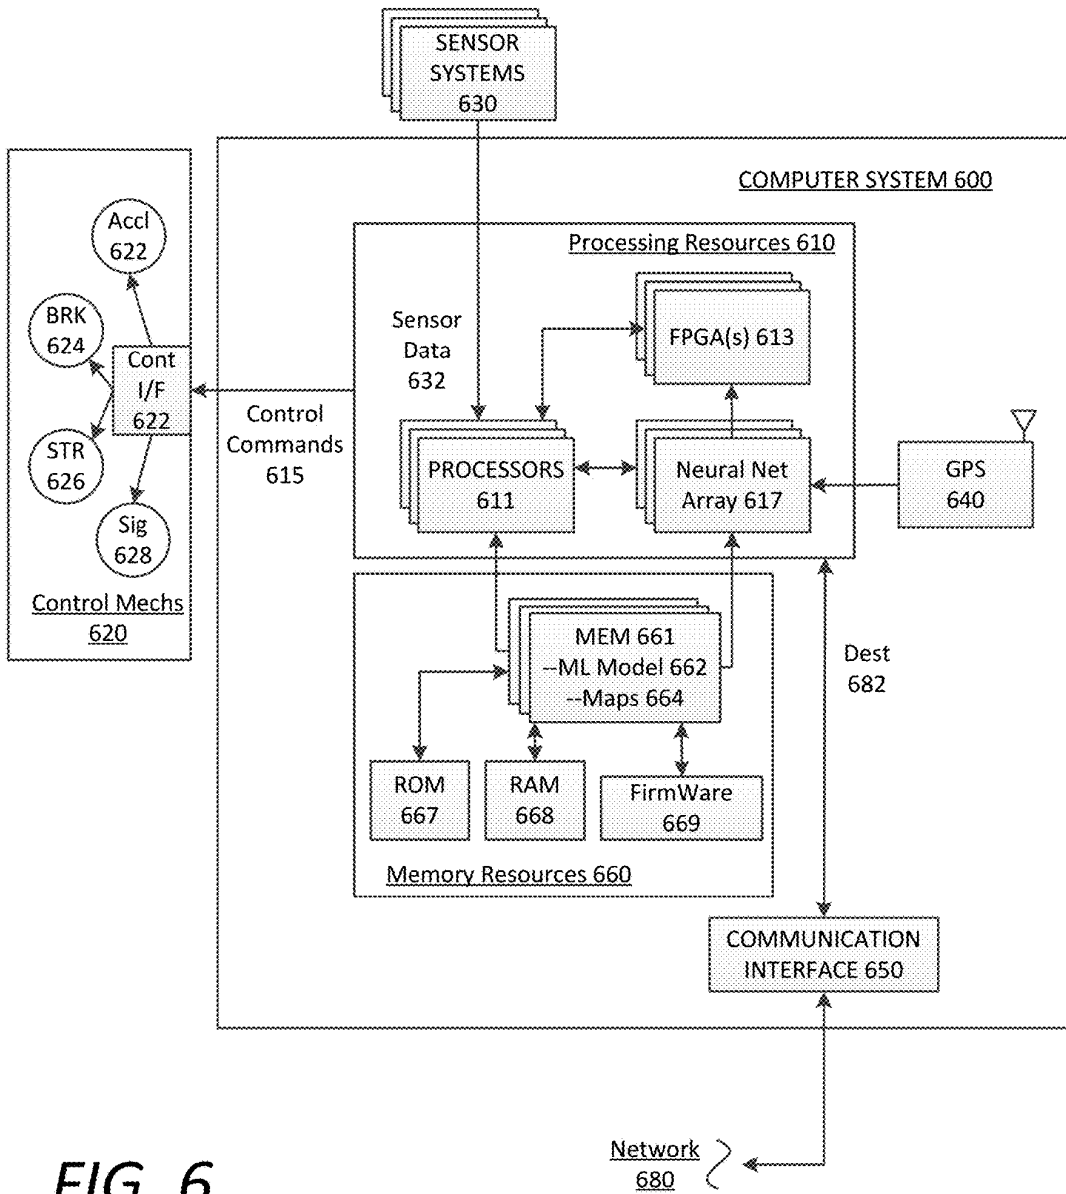 SENSOR
SYSTEMS
630
COMPUTER SYSTEM 600
Accl
622
BRK
624
Cont
I/F
622
STR
626
Sig
628
Control Mechs
620
Control
Commands
615
Processing Resources 610
Sensor
Data
632
FPGA(s) 613
PROCESSORS
611
Neural Net
Array 617
GPS
640
MEM 661
--ML Model 662
--Maps 664
Dest
682
ROM
667
RAM
668
FirmWare
669
Memory Resources 660
COMMUNICATION
INTERFACE 650
Network
680
FIG. 6